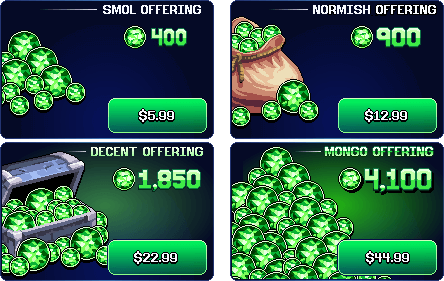 SMOL OFFERING
400
$5.99
NORMISH OFFERING
900
$12.99
DECENT OFFERING
1,850
$22.99
MONGO OFFERING
4,100
$44.99